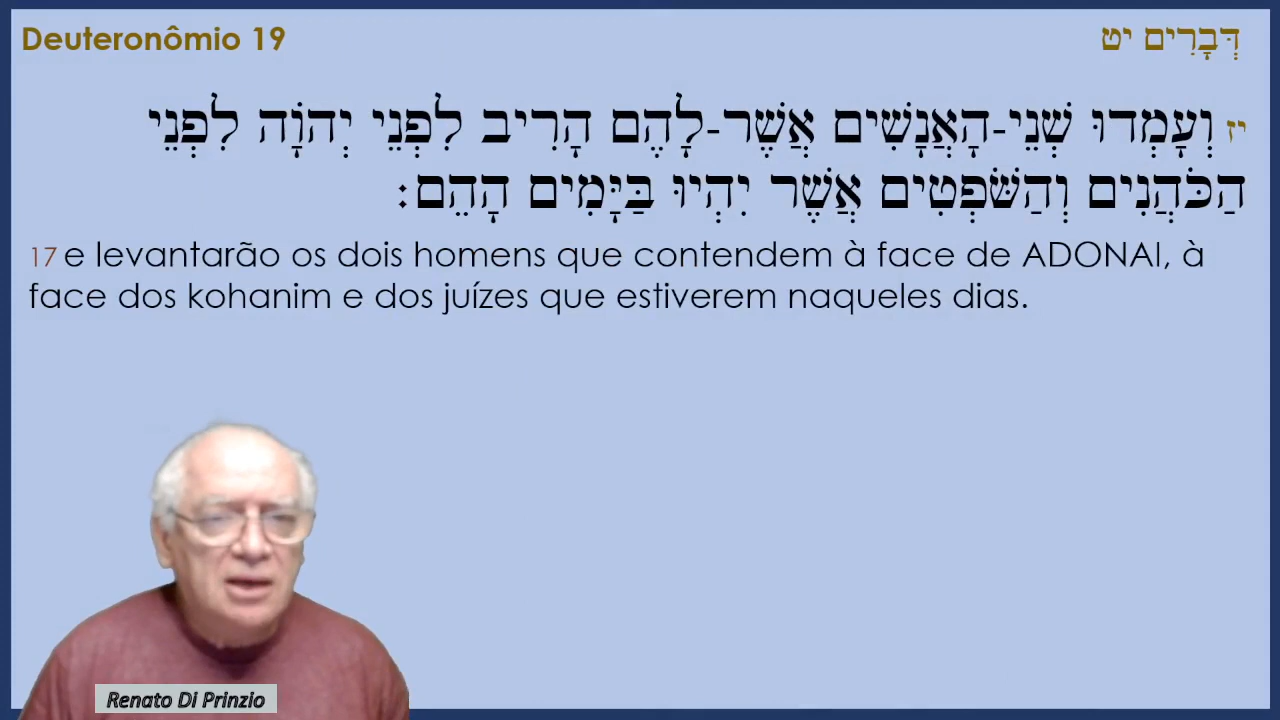 Deuteronômio 19
דְּבָרִים יט
יז וְעָמְדוּ שְׁנֵי-הָאֲנָשִׁים אֲשֶׁר-לָהֶם הָרִיב לִפְנֵי יְהוָֹה לִפְנֵי
הַכֹּהֲנִים וְהַשֹּׁפְטִים אֲשֶׁר יִהְיוּ בַּיָּמִים הָהֵם׃
17 e levantarão os dois homens que contendem à face de ADONAI, à
face dos kohanim e dos juízes que estiverem naqueles dias.
Renato Di Prinzio